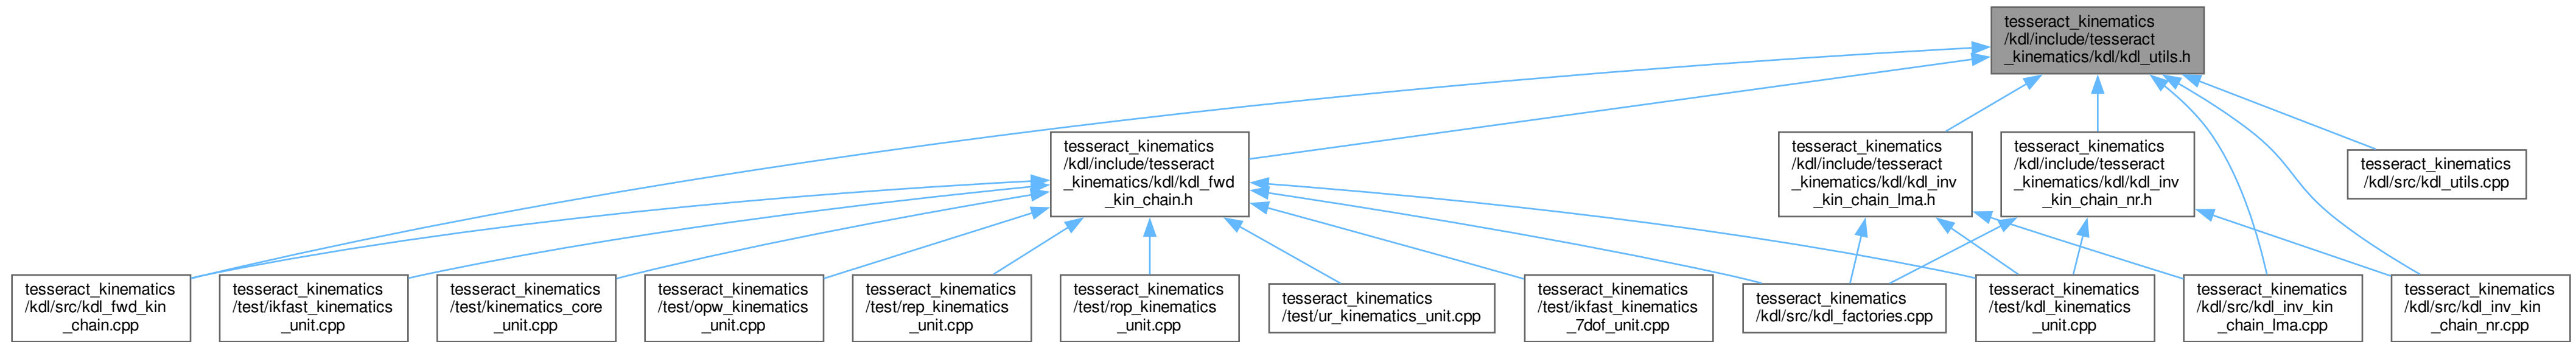 tesseract_kinematics
/kdl/include/tesseract
_kinematics/kdl/kdl_utils.h
tesseract_kinematics
/kdl/include/tesseract
_kinematics/kdl/kdl_fwd
_kin_chain.h
tesseract_kinematics
/kdl/include/tesseract
_kinematics/kdl/kdl_inv
_kin_chain_lma.h
tesseract_kinematics
/kdl/include/tesseract
_kinematics/kdl/kdl_inv
_kin_chain_nr.h
tesseract_kinematics
/kdl/src/kdl_utils.cpp
tesseract_kinematics
/kdl/src/kdl_fwd_kin
_chain.cpp
tesseract_kinematics
/test/ikfast_kinematics
_unit.cpp
tesseract_kinematics
/test/kinematics_core
_unit.cpp
tesseract_kinematics
/test/opw_kinematics
_unit.cpp
tesseract_kinematics
/test/rep_kinematics
_unit.cpp
tesseract_kinematics
/test/rop_kinematics
_unit.cpp
tesseract_kinematics
/test/ur_kinematics_unit.cpp
tesseract_kinematics
/test/ikfast_kinematics
_7dof_unit.cpp
tesseract_kinematics
/kdl/src/kdl_factories.cpp
tesseract_kinematics
/test/kdl_kinematics
_unit.cpp
tesseract_kinematics
/kdl/src/kdl_inv_kin
_chain_lma.cpp
tesseract_kinematics
/kdl/src/kdl_inv_kin
_chain_nr.cpp